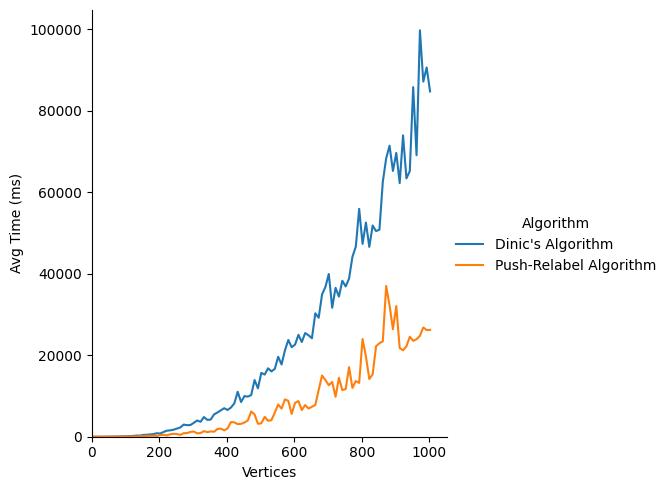 100000
80000
60000
40000
20000
0
Avg Time (ms)
0 200 400 600 800 1000
Vertices
Algorithm
Dinic's Algorithm
Push-Relabel Algorithm